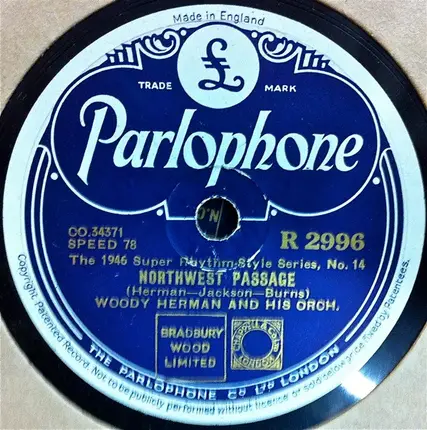 Made in England
£
TRADE MARK
Parlophone
CO.34371
SPEED 78
R 2996
The 1946 Super Rhythm-Style Series, No. 14
NORTHWEST PASSAGE
(Herman-Jackson-Burns)
WOODY HERMAN AND HIS ORCH.
BRADBURY
WOOD
LIMITED
LONDON
THE PARLOPHONE Co LTD LONDON
Copyright, Patented Record. Not to be publicly performed without licence or sold below price fixed by Patentees.